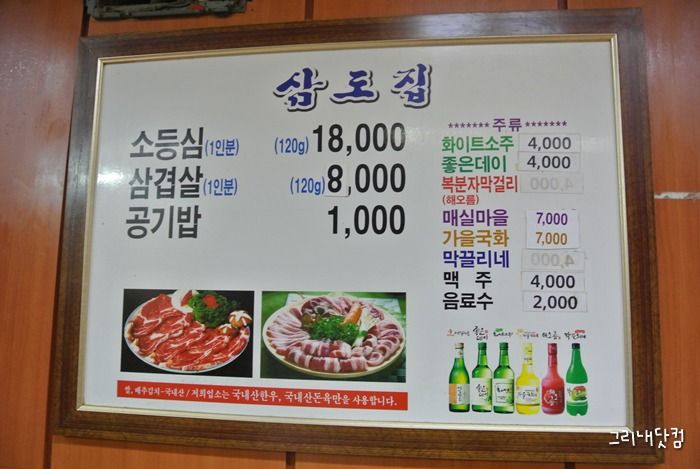 삼도집
소등심(1인분) (120g) 18,000
삼겹살(1인분) (120g) 8,000
공기밥 1,000
******* 주류 *******
화이트소주 4,000
좋은데이 4,000
복분자막걸리 4,000
(해오름)
매실마을 7,000
가을국화 7,000
막끌리네 4,000
맥 주 4,000
음료수 2,000
쌀, 배추김치-국내산 / 저희업소는 국내산한우, 국내산돈육만을 사용합니다.
그리내닷컴